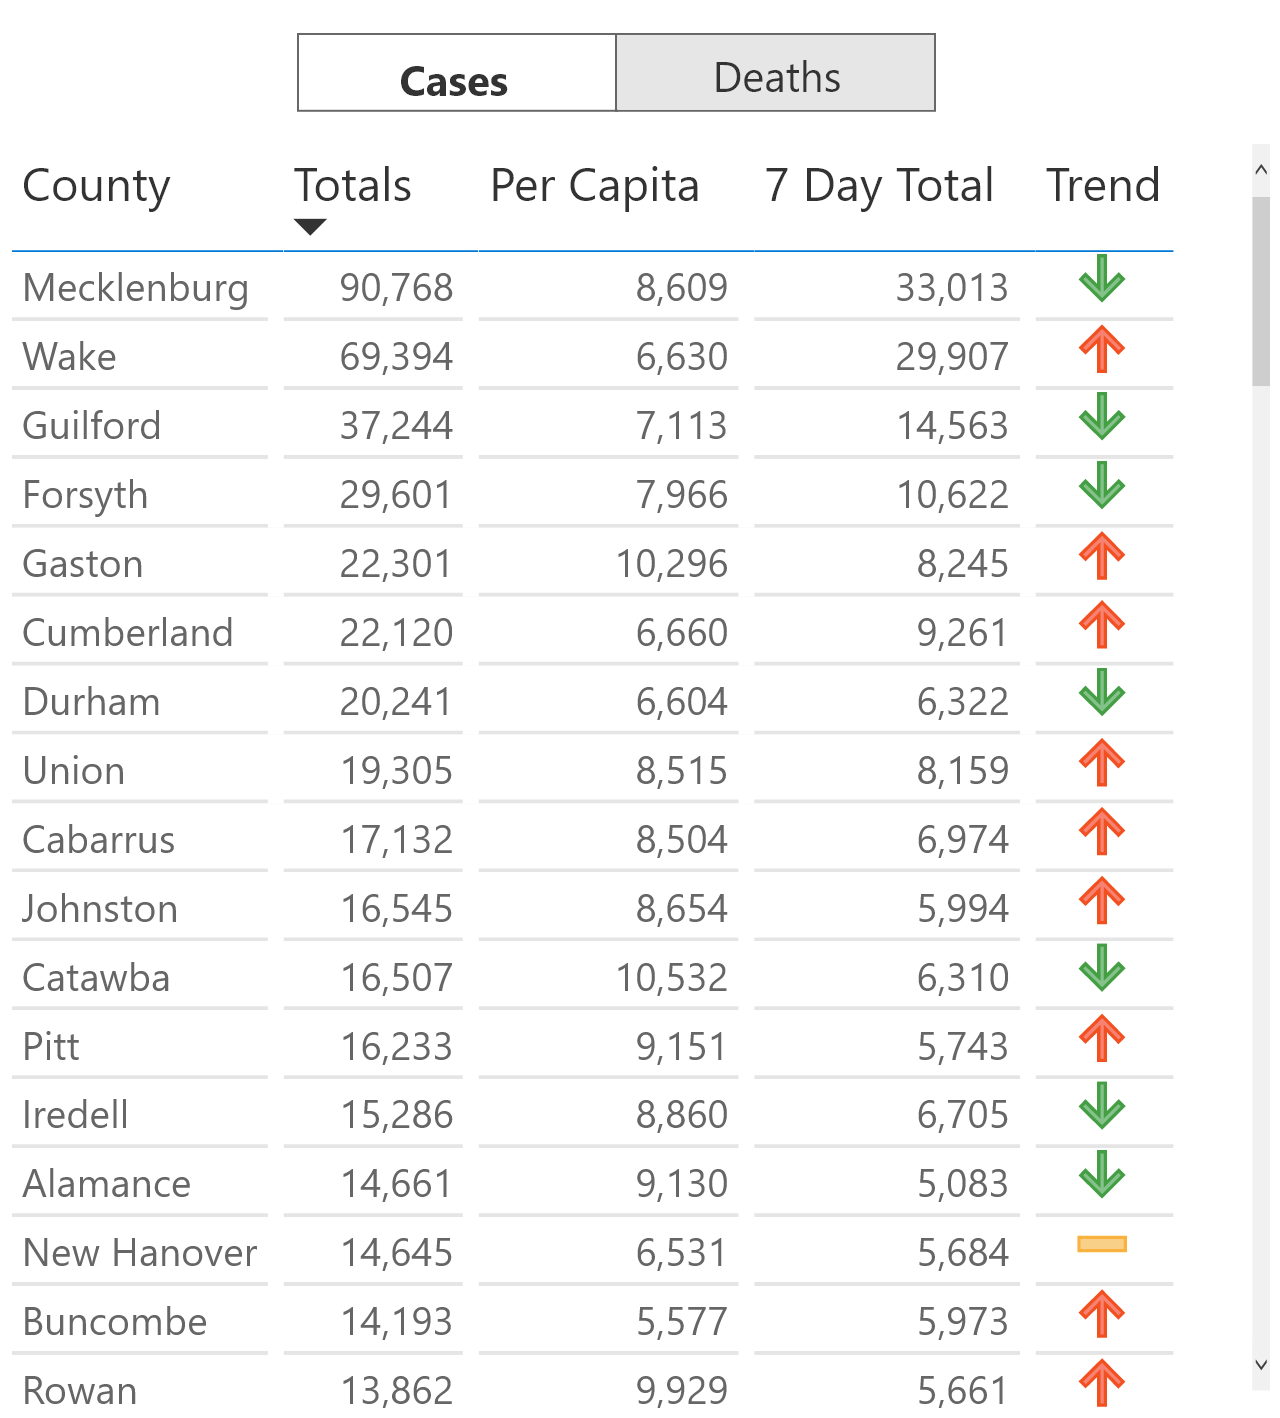 Cases Deaths
County Totals Per Capita 7 Day Total Trend
Mecklenburg 90,768 8,609 33,013
Wake 69,394 6,630 29,907
Guilford 37,244 7,113 14,563
Forsyth 29,601 7,966 10,622
Gaston 22,301 10,296 8,245
Cumberland 22,120 6,660 9,261
Durham 20,241 6,604 6,322
Union 19,305 8,515 8,159
Cabarrus 17,132 8,504 6,974
Johnston 16,545 8,654 5,994
Catawba 16,507 10,532 6,310
Pitt 16,233 9,151 5,743
Iredell 15,286 8,860 6,705
Alamance 14,661 9,130 5,083
New Hanover 14,645 6,531 5,684
Buncombe 14,193 5,577 5,973
Rowan 13,862 9,929 5,661